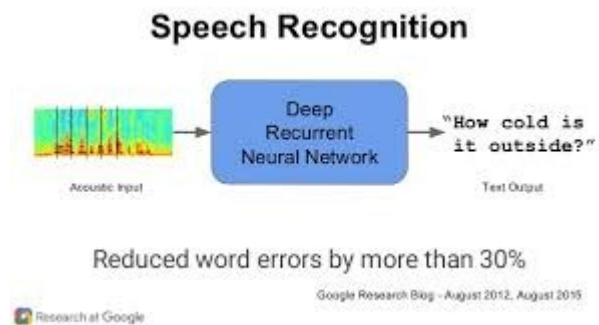 Speech Recognition
Deep
Recurrent
Neural Network
"How cold is
it outside?"
Acoustic Input
Text Output
Reduced word errors by more than 30%
Google Research Blog - August 2012, August 2015
Research at Google